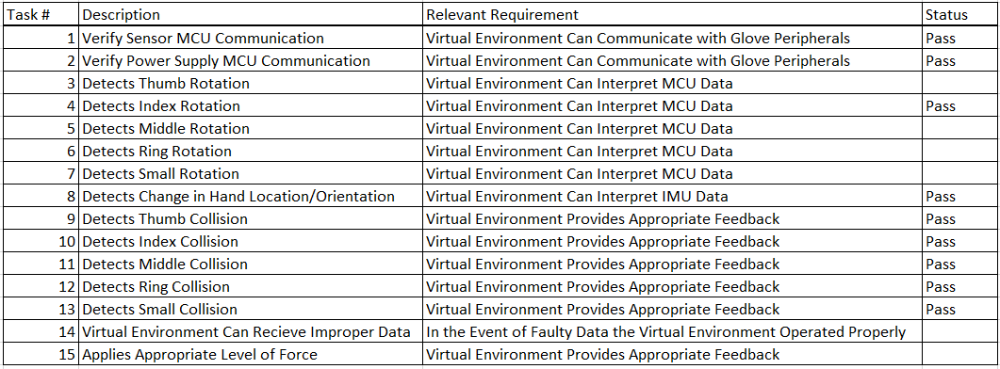 Task # Description Relevant Requirement Status
1 Verify Sensor MCU Communication Virtual Environment Can Communicate with Glove Peripherals Pass
2 Verify Power Supply MCU Communication Virtual Environment Can Communicate with Glove Peripherals Pass
3 Detects Thumb Rotation Virtual Environment Can Interpret MCU Data
4 Detects Index Rotation Virtual Environment Can Interpret MCU Data Pass
5 Detects Middle Rotation Virtual Environment Can Interpret MCU Data
6 Detects Ring Rotation Virtual Environment Can Interpret MCU Data
7 Detects Small Rotation Virtual Environment Can Interpret MCU Data
8 Detects Change in Hand Location/Orientation Virtual Environment Can Interpret IMU Data Pass
9 Detects Thumb Collision Virtual Environment Provides Appropriate Feedback Pass
10 Detects Index Collision Virtual Environment Provides Appropriate Feedback Pass
11 Detects Middle Collision Virtual Environment Provides Appropriate Feedback Pass
12 Detects Ring Collision Virtual Environment Provides Appropriate Feedback Pass
13 Detects Small Collision Virtual Environment Provides Appropriate Feedback Pass
14 Virtual Environment Can Recieve Improper Data In the Event of Faulty Data the Virtual Environment Operated Properly
15 Applies Appropriate Level of Force Virtual Environment Provides Appropriate Feedback